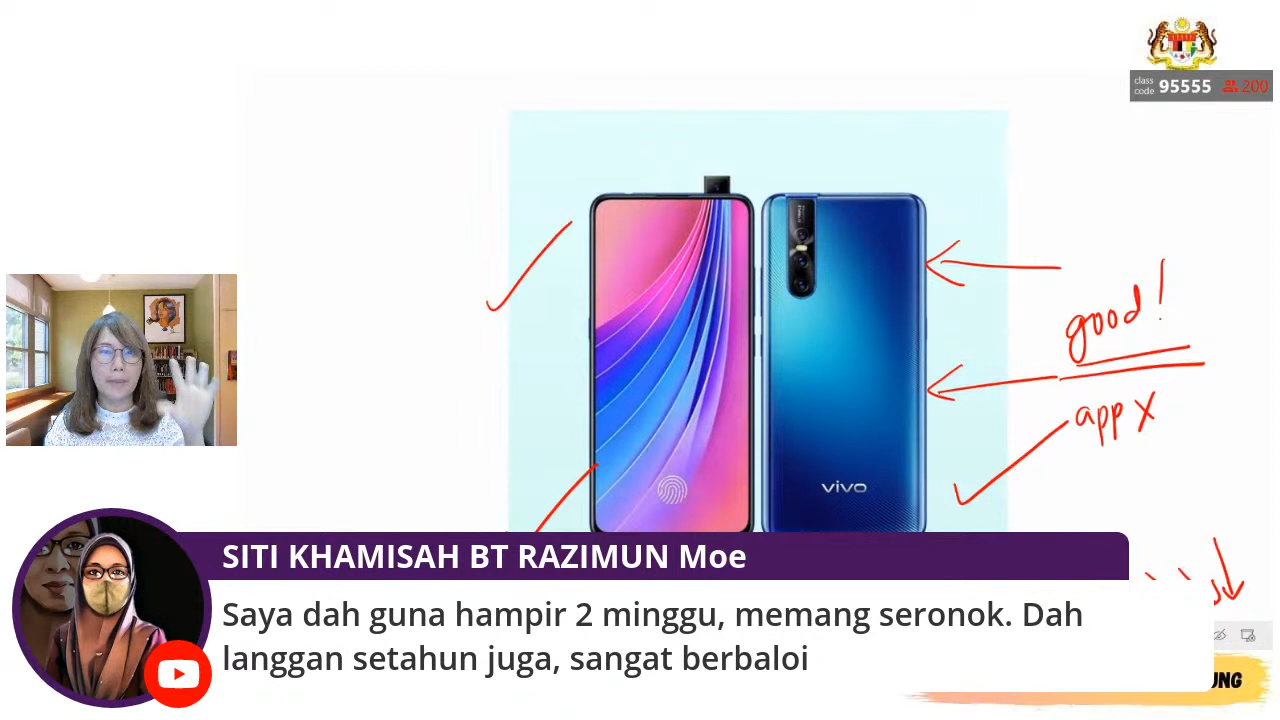 class
code 95555 200
good!
app X
vivo
SITI KHAMISAH BT RAZIMUN Moe
Saya dah guna hampir 2 minggu, memang seronok. Dah
langgan setahun juga, sangat berbaloi